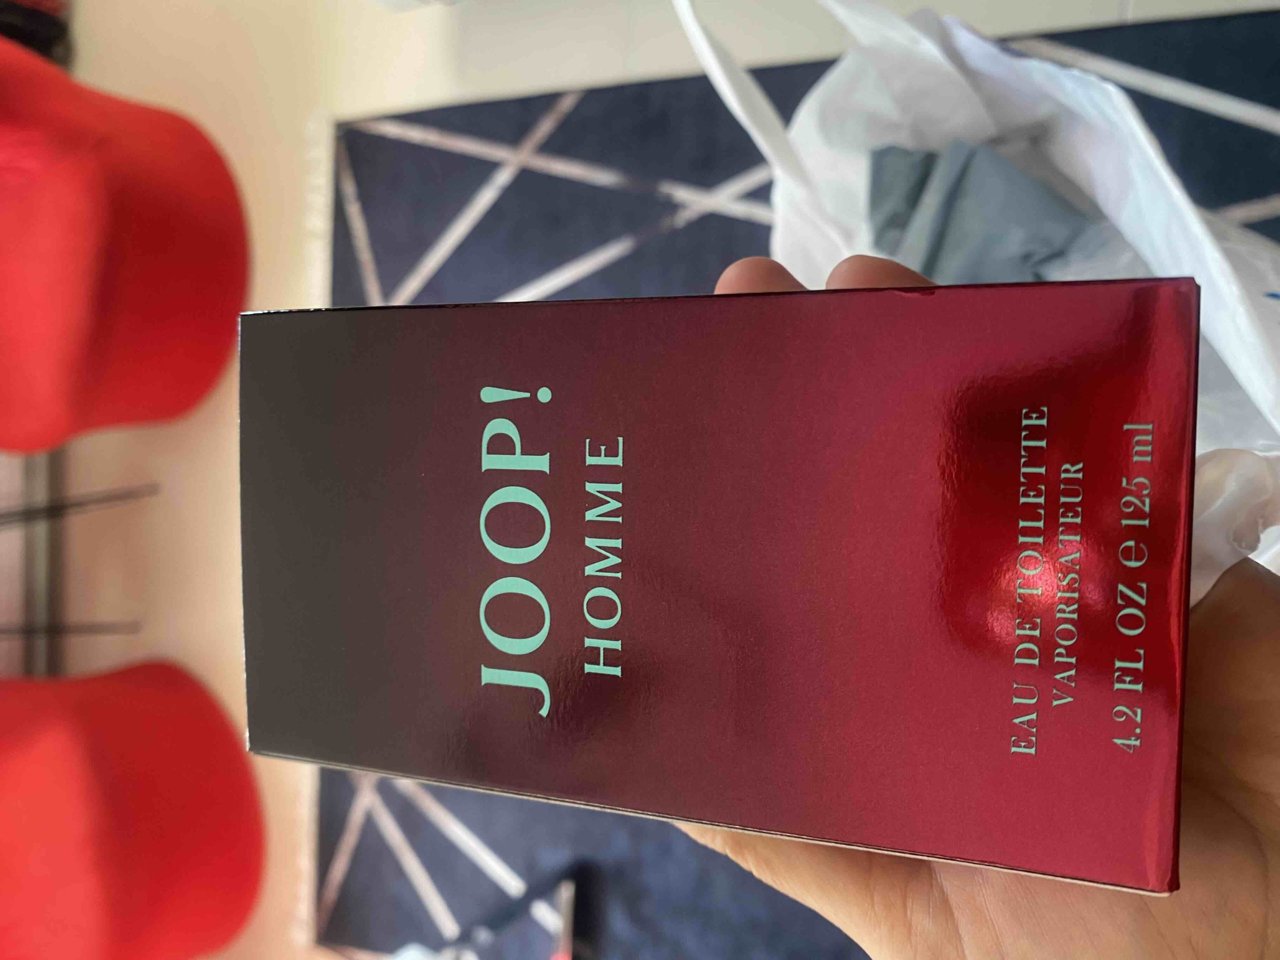 JOOP!
HOMME
EAU DE TOILETTE
VAPORISATEUR
4.2 FL OZ ℮ 125 ml